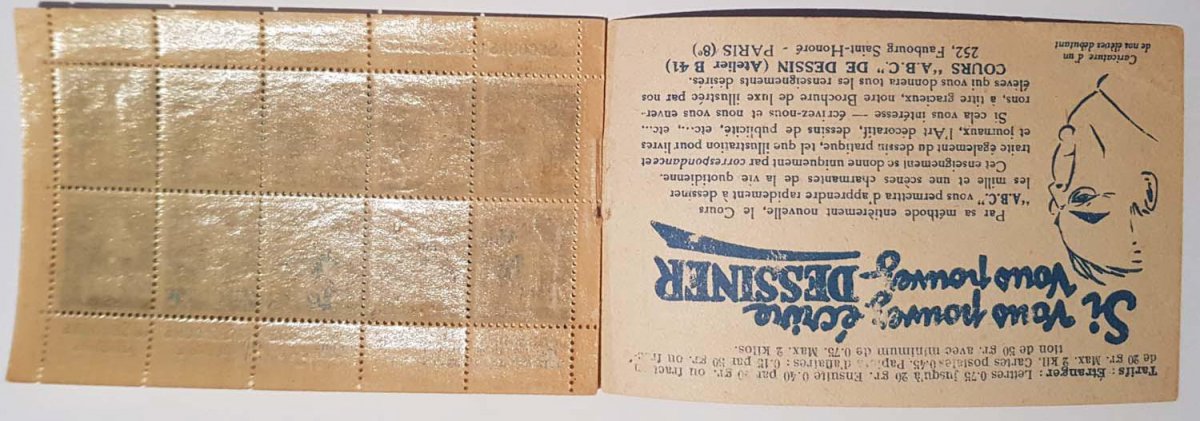 Tarifs : Étranger : Lettres 0.75 jusqu'à 20 gr. Ensuite 0.40 par 20 gr. ou fract
de 20 gr. Max. 2 kil. Cartes postales 0.45. Papiers d'affaires : 0.15 par 50 gr. ou frac
tion de 50 gr. avec minimum de 0.75. Max. 2 kilos.
Si vous pouvez écrire
Vous pouvez
DESSINER
Par sa méthode entièrement nouvelle, le Cours
"A.B.C." vous permettra d'apprendre rapidement à dessiner
les mille et une scènes charmantes de la vie quotidienne.
Cet enseignement se donne uniquement par correspondance et
traite également du dessin pratique, tel que illustration pour livres
et journaux, l'Art décoratif, dessins de publicité, etc..., etc...
Si cela vous intéresse — écrivez-nous et nous vous enver-
rons, à titre gracieux, notre Brochure de luxe illustrée par nos
élèves qui vous donnera tous les renseignements désirés.
COURS "A.B.C." DE DESSIN (Atelier B 41)
252, Faubourg Saint-Honoré - PARIS (8e)
Caricature d'un
de nos élèves débutant